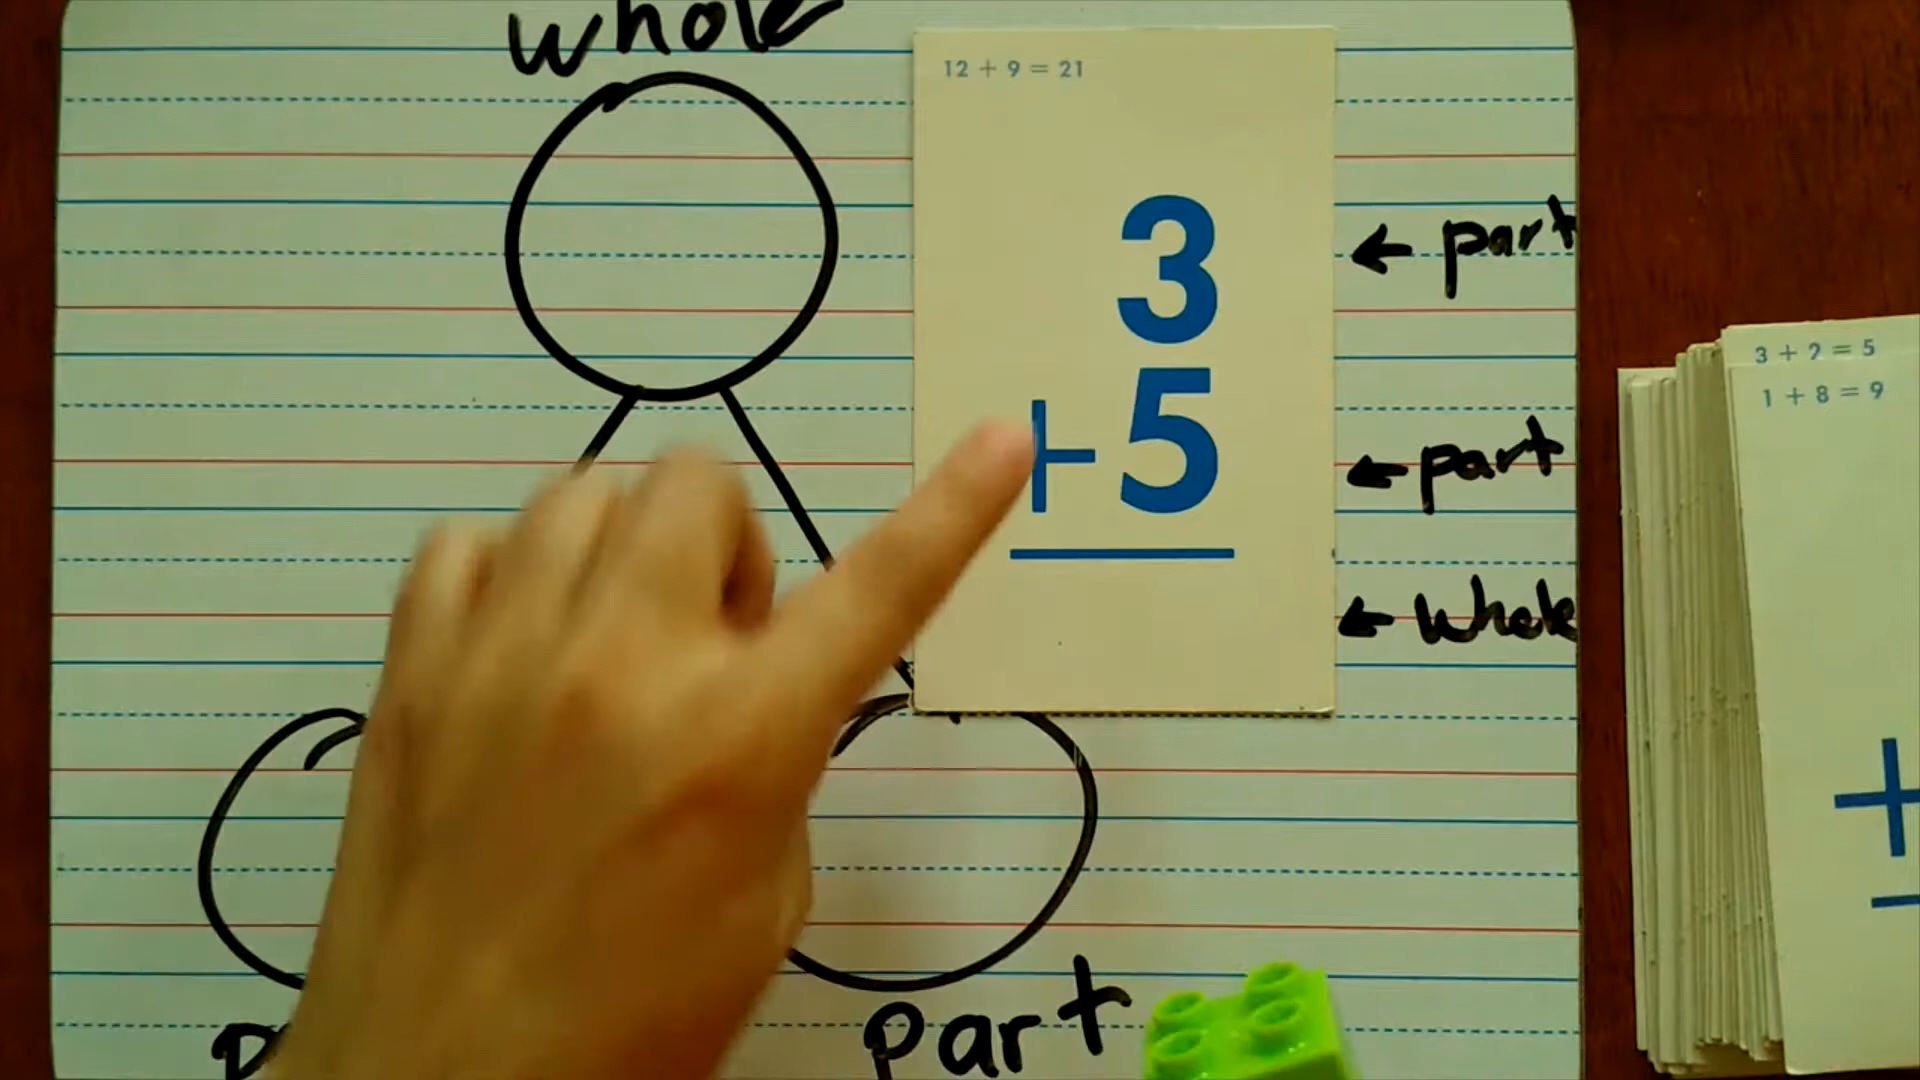 whole
12 + 9 = 21
3
+ 5
← part
← part
← Whole
3 + 2 = 5
1 + 8 = 9
+
part